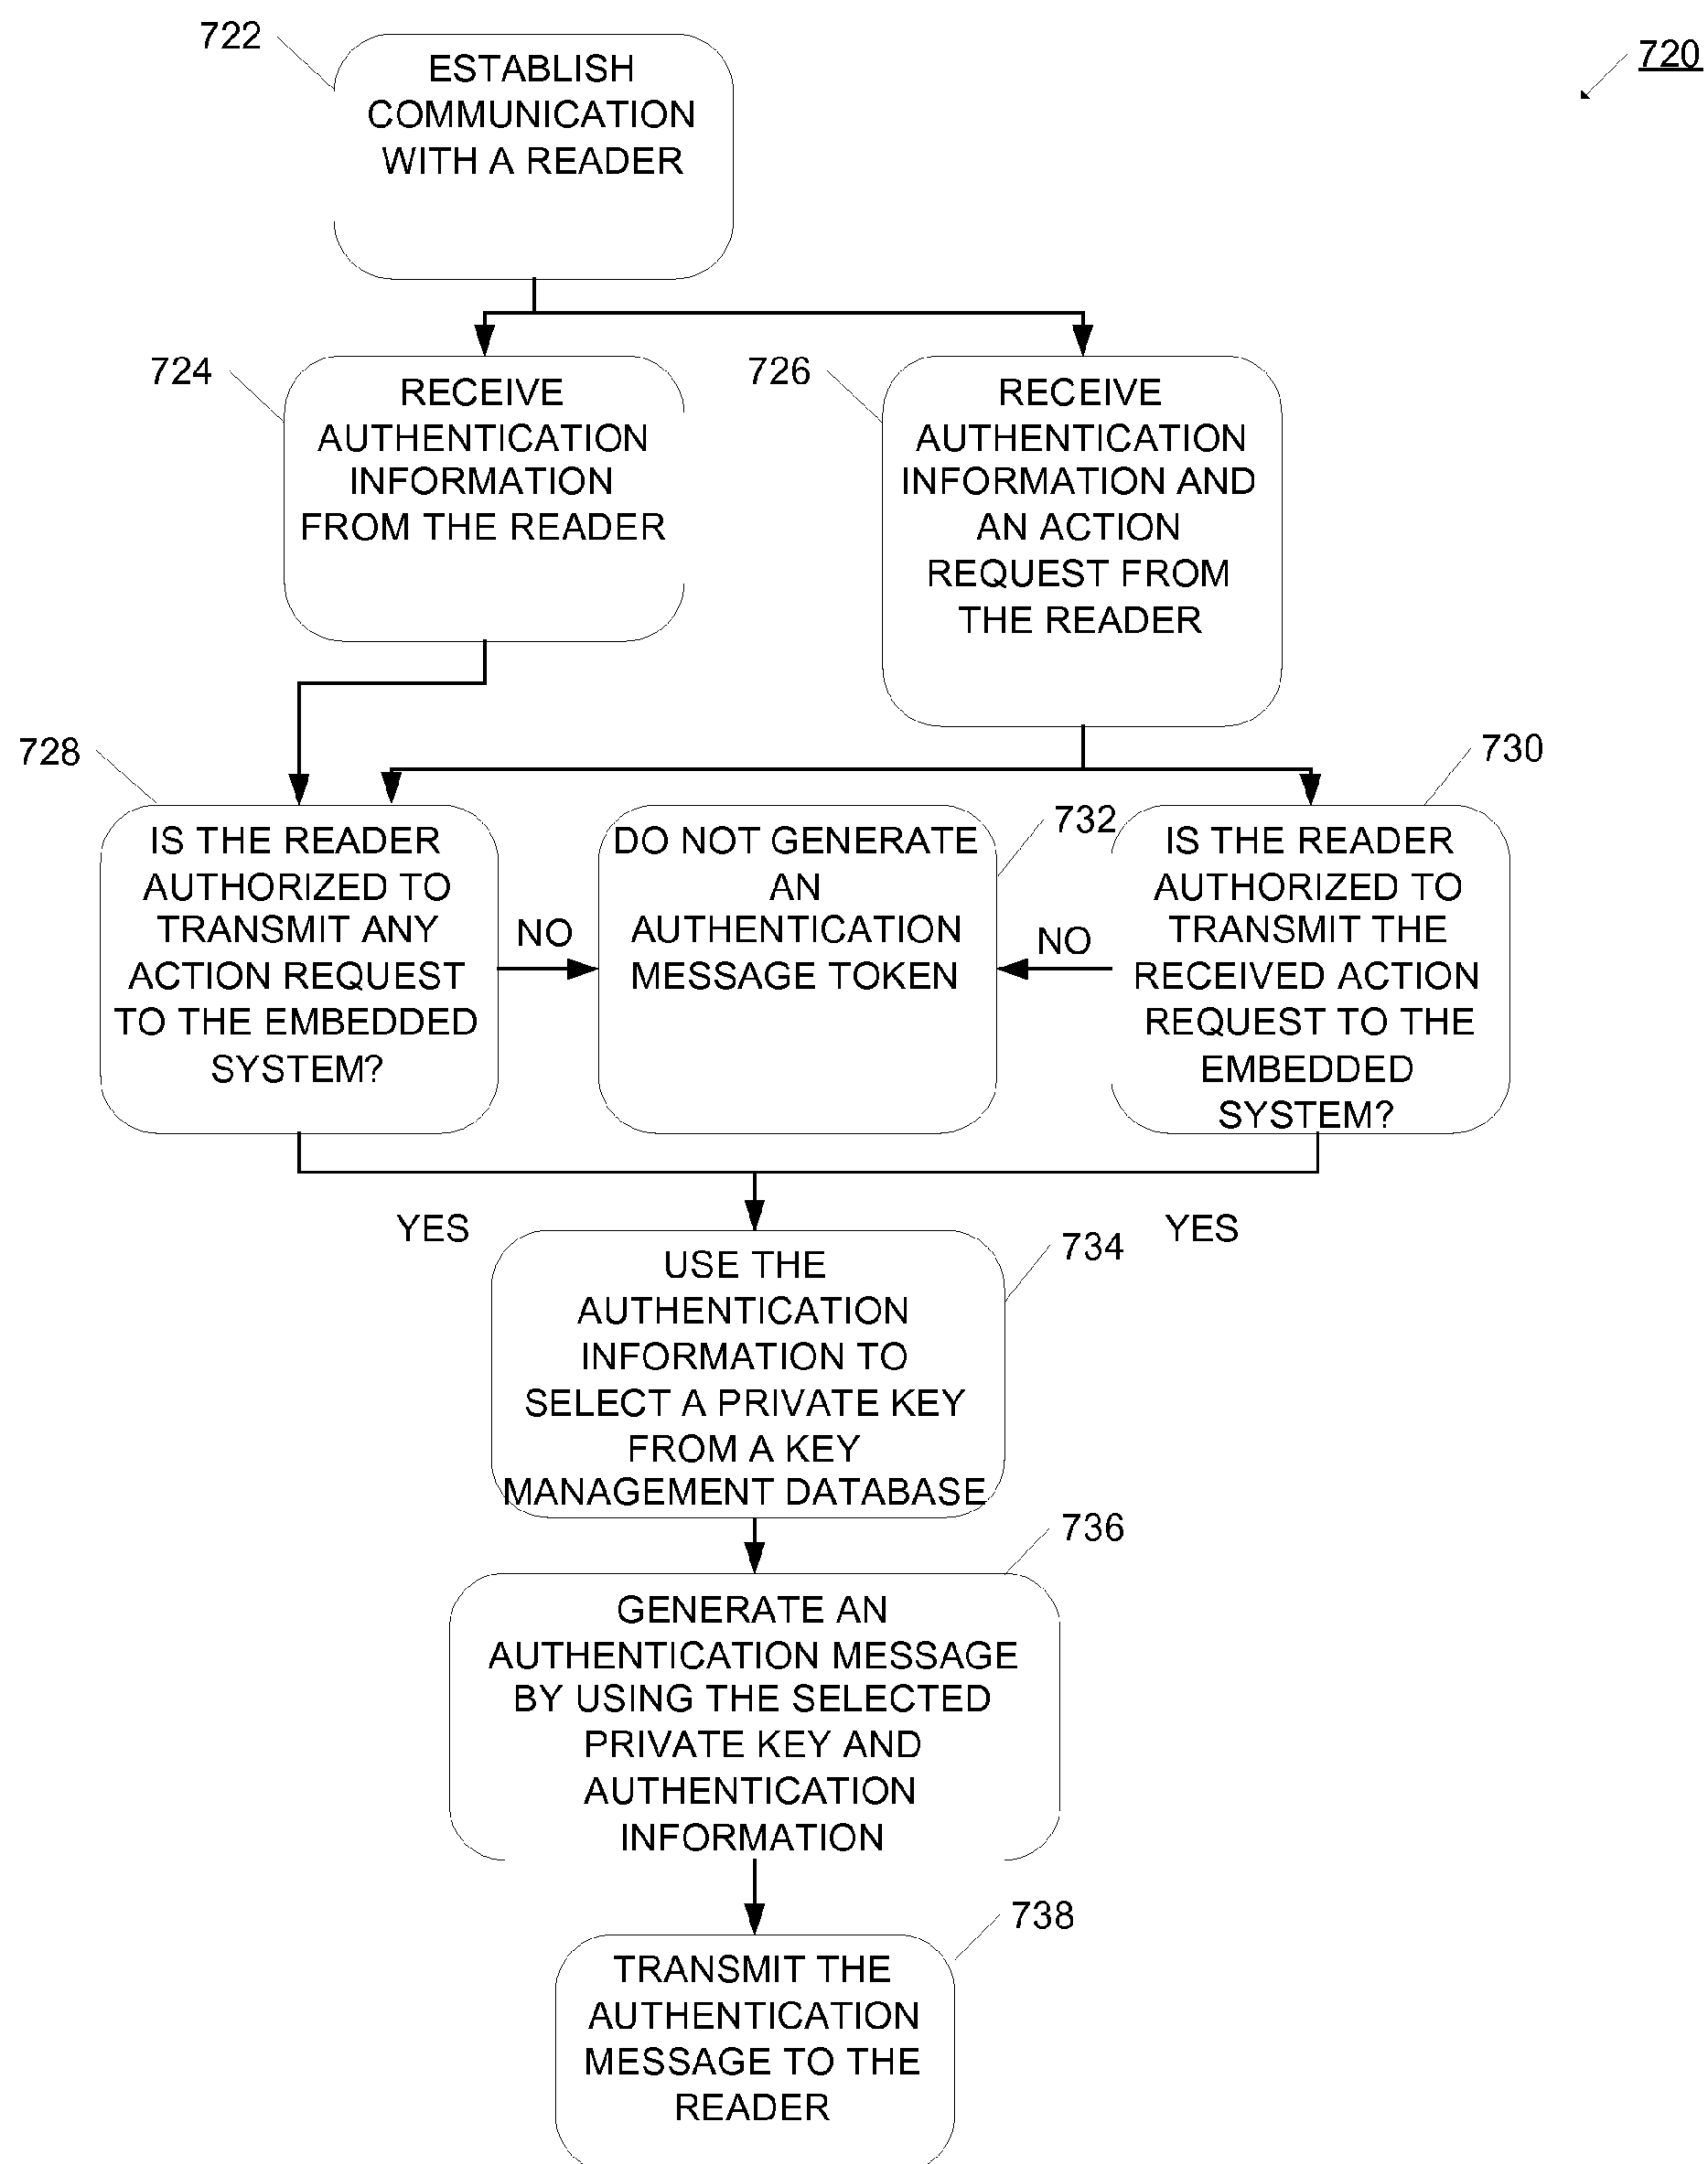 722
720
ESTABLISH
COMMUNICATION
WITH A READER
724
726
RECEIVE
AUTHENTICATION
INFORMATION
FROM THE READER
RECEIVE
AUTHENTICATION
INFORMATION AND
AN ACTION
REQUEST FROM
THE READER
728
730
IS THE READER
AUTHORIZED TO
TRANSMIT ANY
ACTION REQUEST
TO THE EMBEDDED
SYSTEM?
NO
732
DO NOT GENERATE
AN
AUTHENTICATION
MESSAGE TOKEN
NO
IS THE READER
AUTHORIZED TO
TRANSMIT THE
RECEIVED ACTION
REQUEST TO THE
EMBEDDED
SYSTEM?
YES
YES
734
USE THE
AUTHENTICATION
INFORMATION TO
SELECT A PRIVATE KEY
FROM A KEY
MANAGEMENT DATABASE
736
GENERATE AN
AUTHENTICATION MESSAGE
BY USING THE SELECTED
PRIVATE KEY AND
AUTHENTICATION
INFORMATION
738
TRANSMIT THE
AUTHENTICATION
MESSAGE TO THE
READER